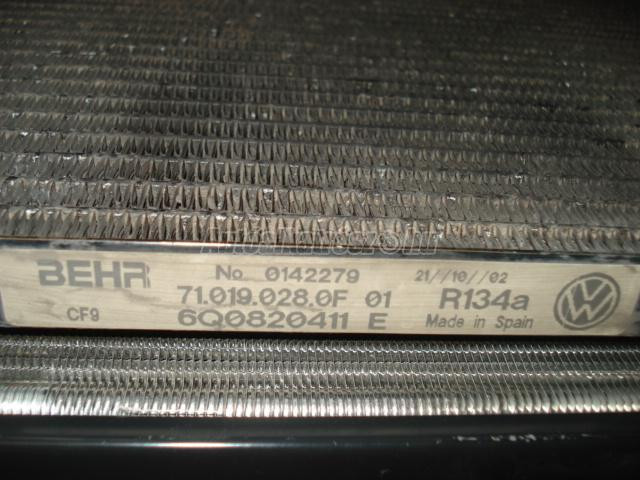 BEHR No. 0142279 21//10//02
71.019.028.0F 01 R134a
CF9 6Q0820411 E Made in Spain